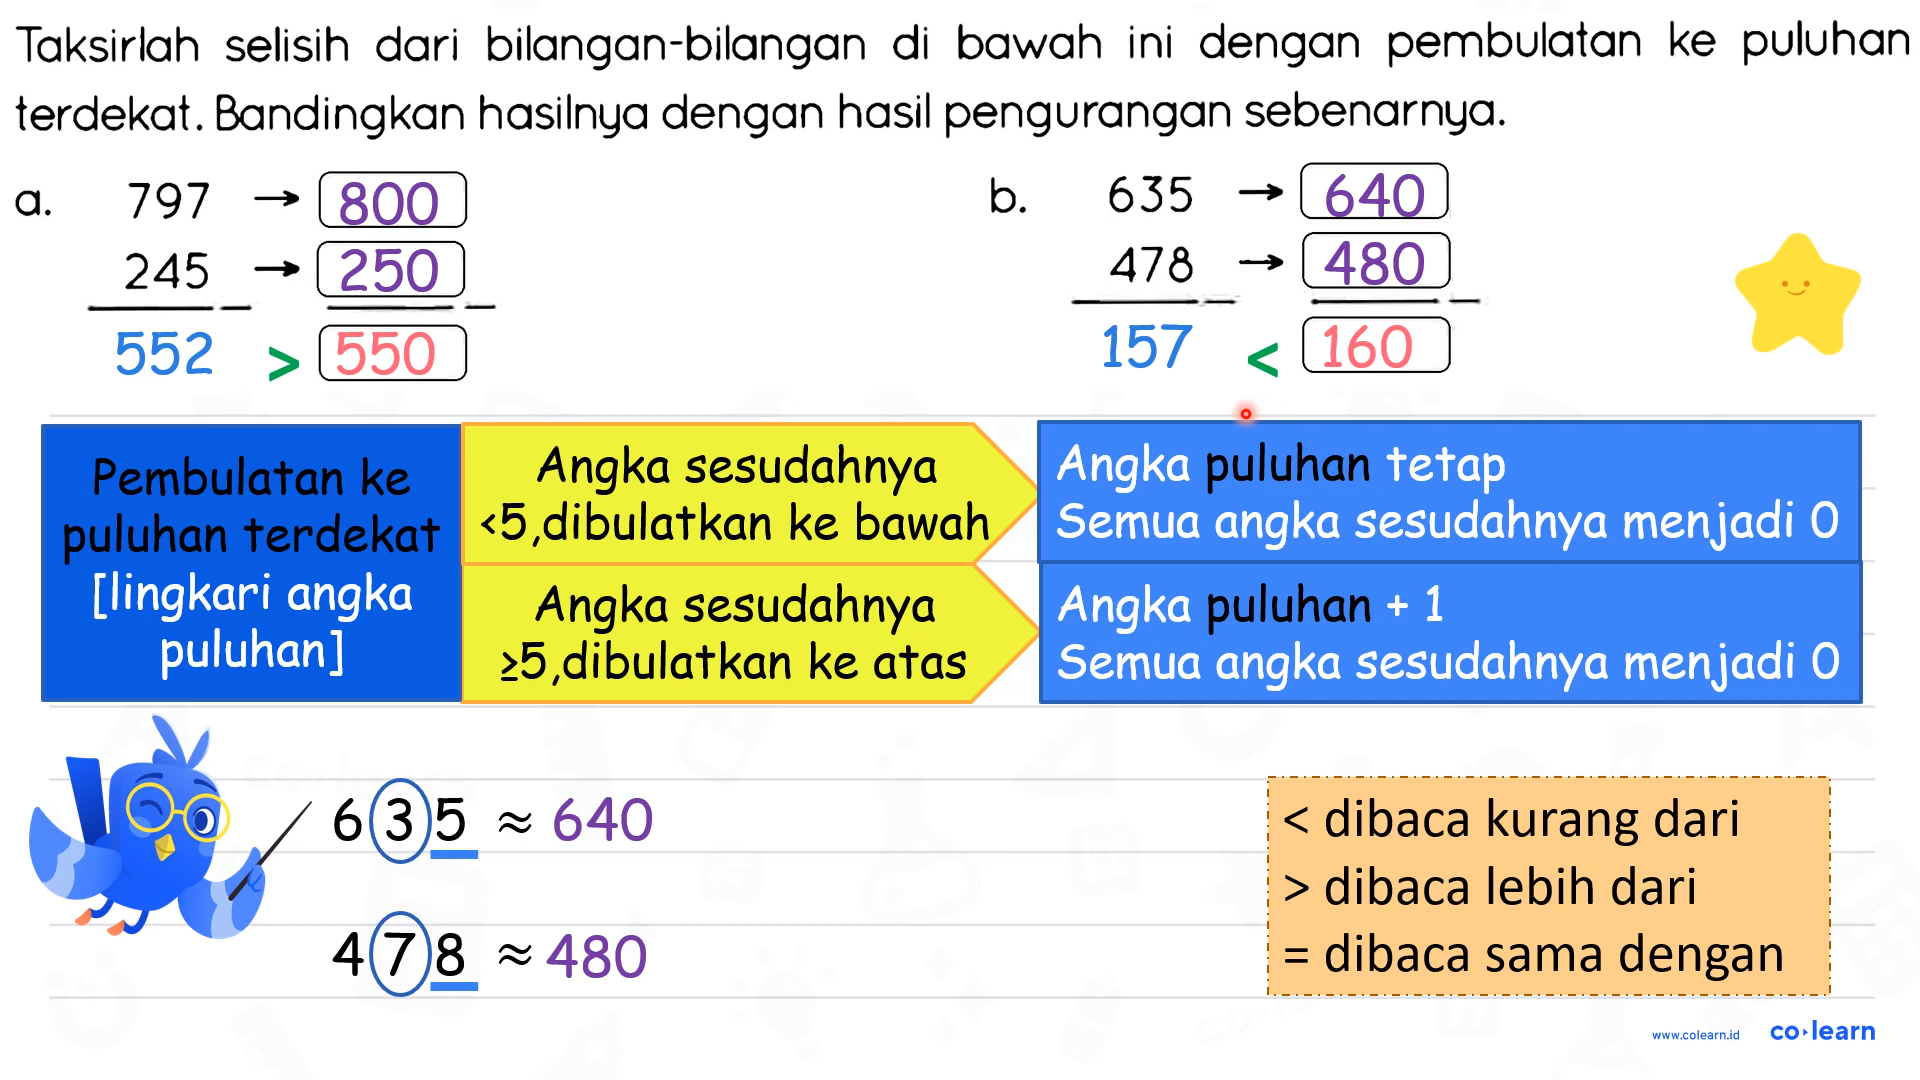 Taksirlah selisih dari bilangan-bilangan di bawah ini dengan pembulatan ke puluhan
terdekat. Bandingkan hasilnya dengan hasil pengurangan sebenarnya.
a. 797 → 800
245 → 250
552 > 550
b. 635 → 640
478 → 480
157 < 160
Pembulatan ke
puluhan terdekat
[lingkari angka
puluhan]
Angka sesudahnya
<5,dibulatkan ke bawah
Angka puluhan tetap
Semua angka sesudahnya menjadi 0
Angka sesudahnya
≥5,dibulatkan ke atas
Angka puluhan + 1
Semua angka sesudahnya menjadi 0
635 ≈ 640
478 ≈ 480
< dibaca kurang dari
> dibaca lebih dari
= dibaca sama dengan
www.colearn.id co·learn